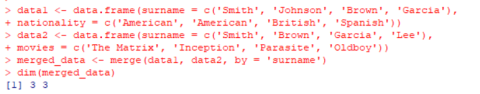 > data1 <- data.frame(surname = c('Smith', 'Johnson', 'Brown', 'Garcia'),
+ nationality = c('American', 'American', 'British', 'Spanish'))
> data2 <- data.frame(surname = c('Smith', 'Brown', 'Garcia', 'Lee'),
+ movies = c('The Matrix', 'Inception', 'Parasite', 'Oldboy'))
> merged_data <- merge(data1, data2, by = 'surname')
> dim(merged_data)
[1] 3 3